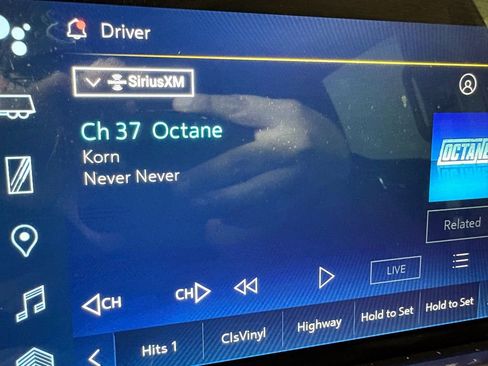 Driver
SiriusXM
Ch 37 Octane
Korn
Never Never
OCTANE
Related
CH
CH
LIVE
Hits 1
ClsVinyl
Highway
Hold to Set
Hold to Set